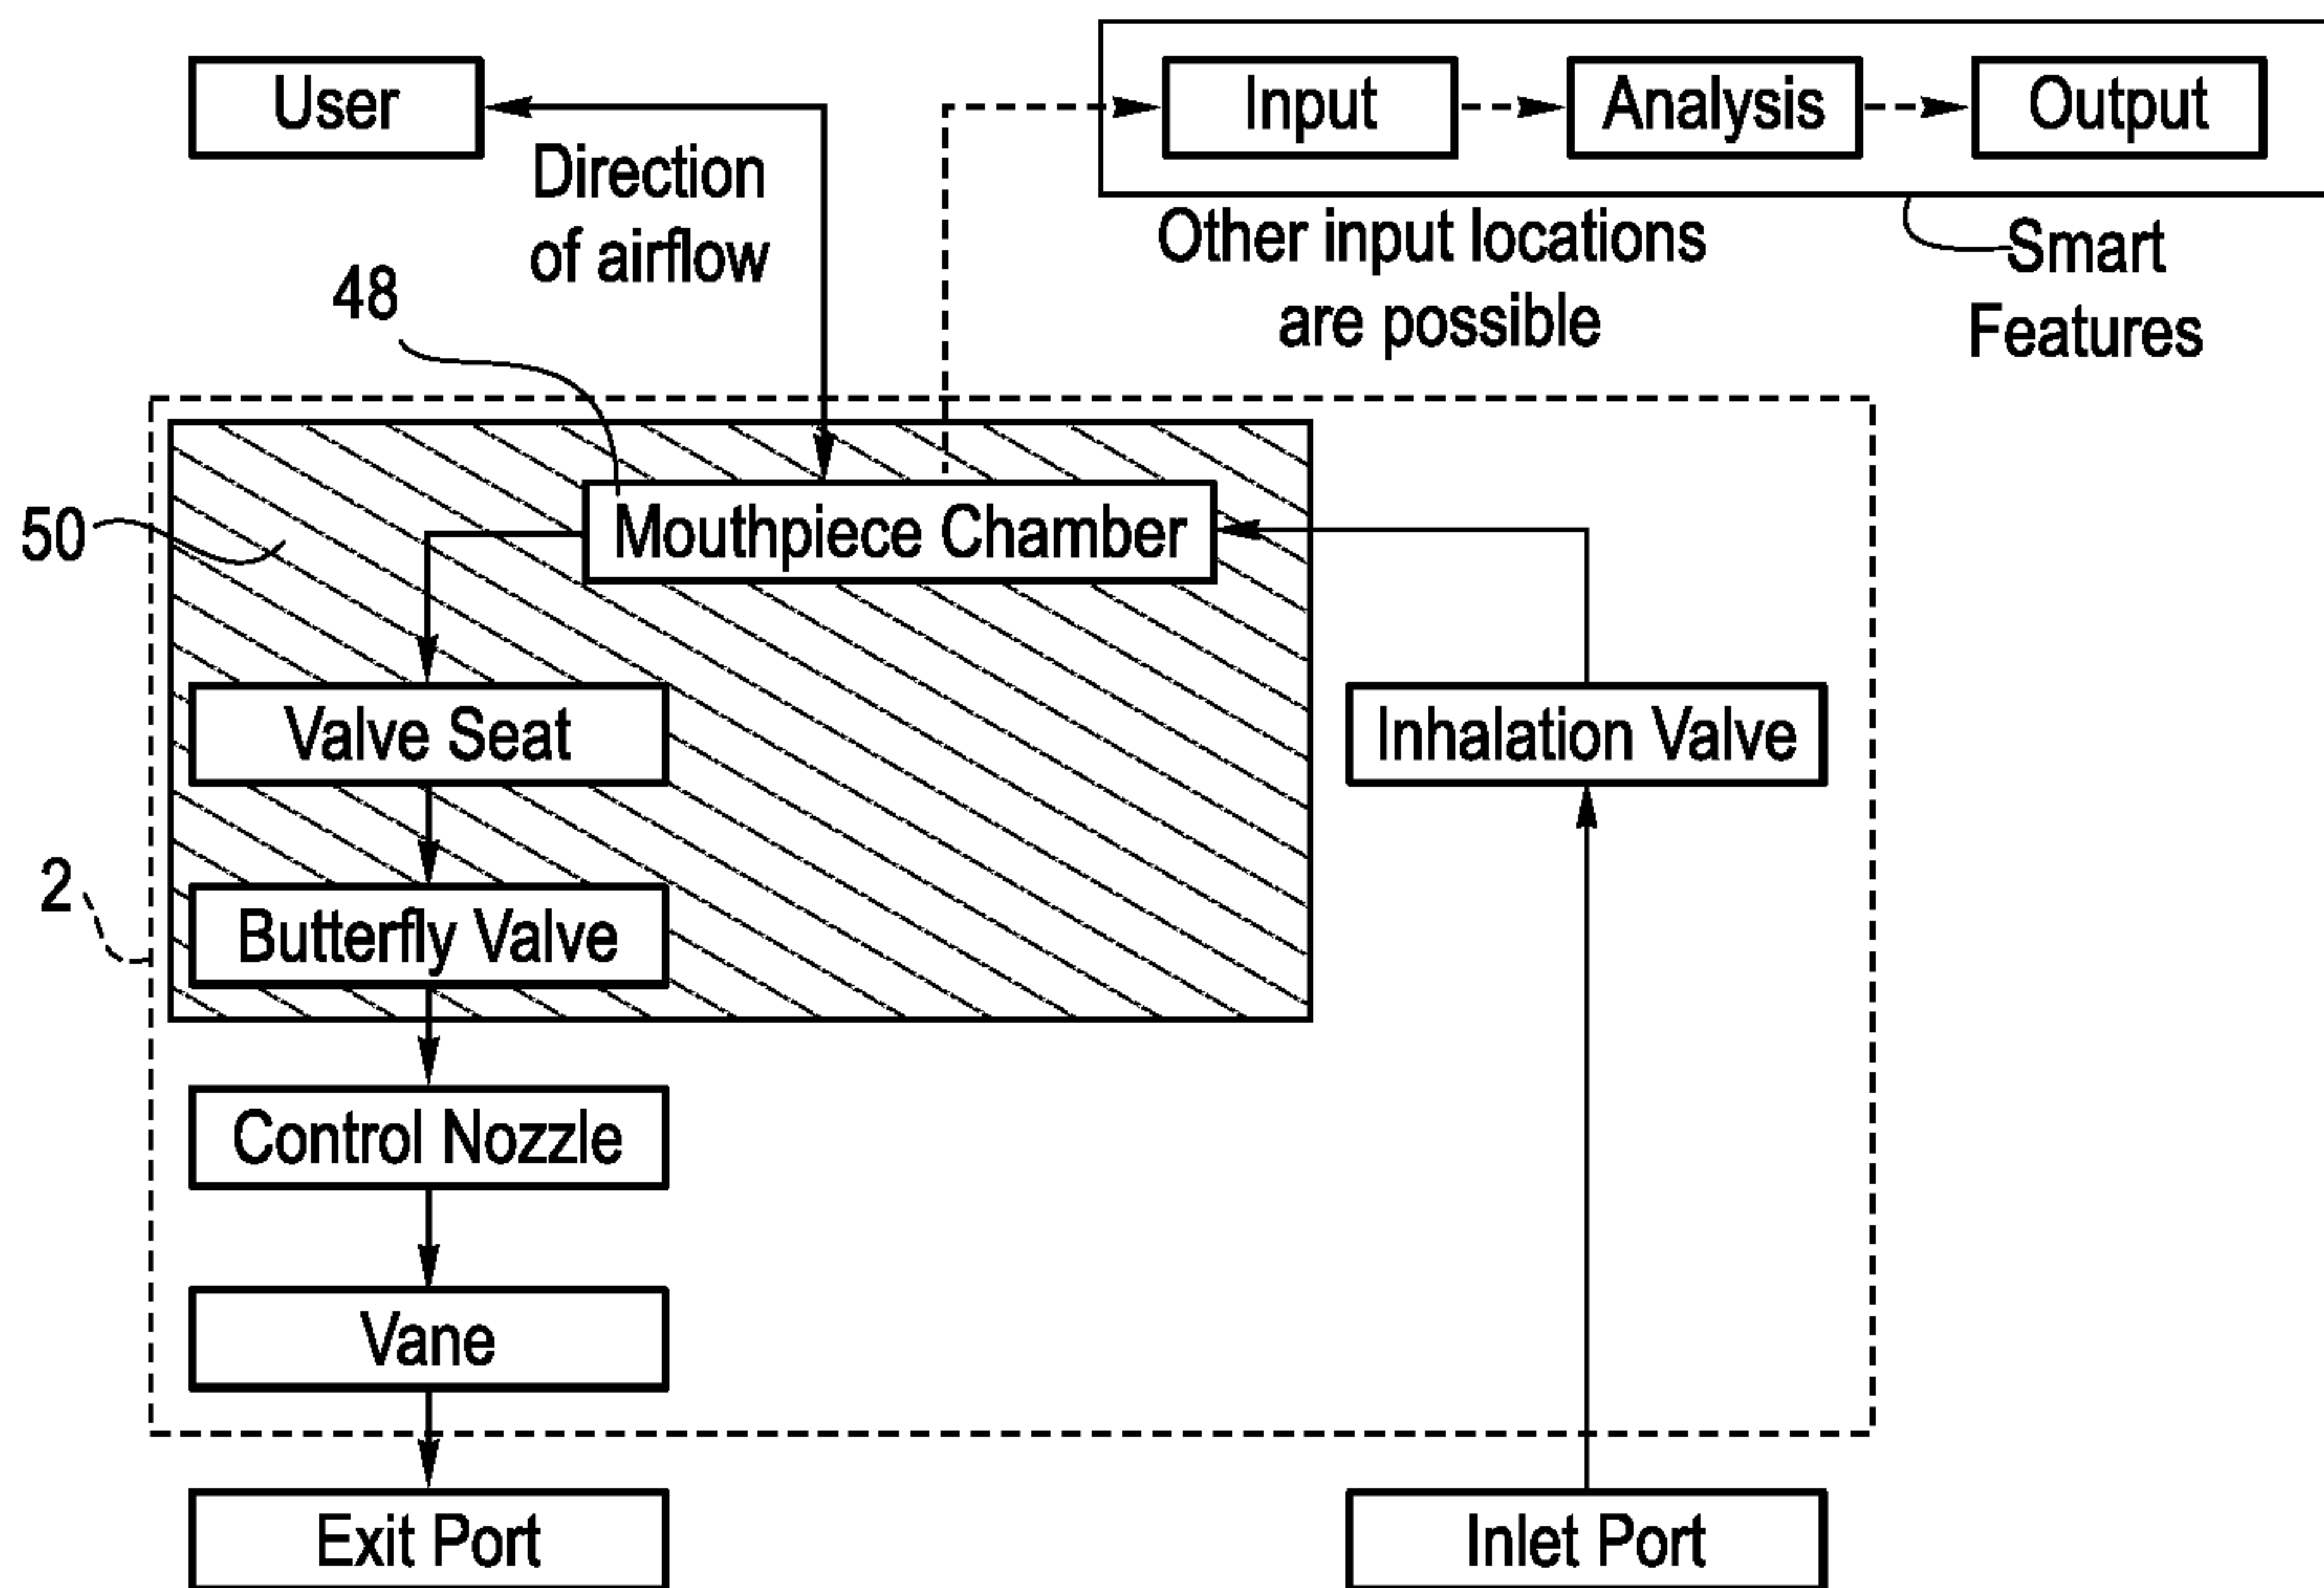 User
Input
Analysis
Output
Direction
of airflow
Other input locations
are possible
Smart
Features
48
50
Mouthpiece Chamber
Valve Seat
Inhalation Valve
2
Butterfly Valve
Control Nozzle
Vane
Exit Port
Inlet Port